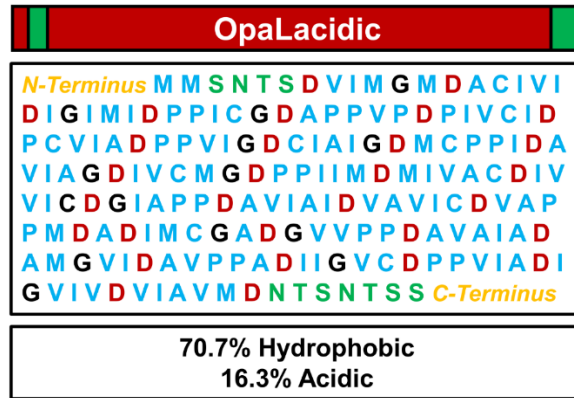 OpaLacidic
N-Terminus M M S N T S D V I M G M D A C I V I
D I G I M I D P P I C G D A P P V P D P I V C I D
P C V I A D P P V I G D C I A I G D M C P P I D A
V I A G D I V C M G D P P I I M D M I V A C D I V
V I C D G I A P P D A V I A I D V A V I C D V A P
P M D A D I M C G A D G V V P P D A V A I A D
A M G V I D A V P P A D I I G V C D P P V I A D I
G V I V D V I A V M D N T S N T S S C-Terminus
70.7% Hydrophobic
16.3% Acidic